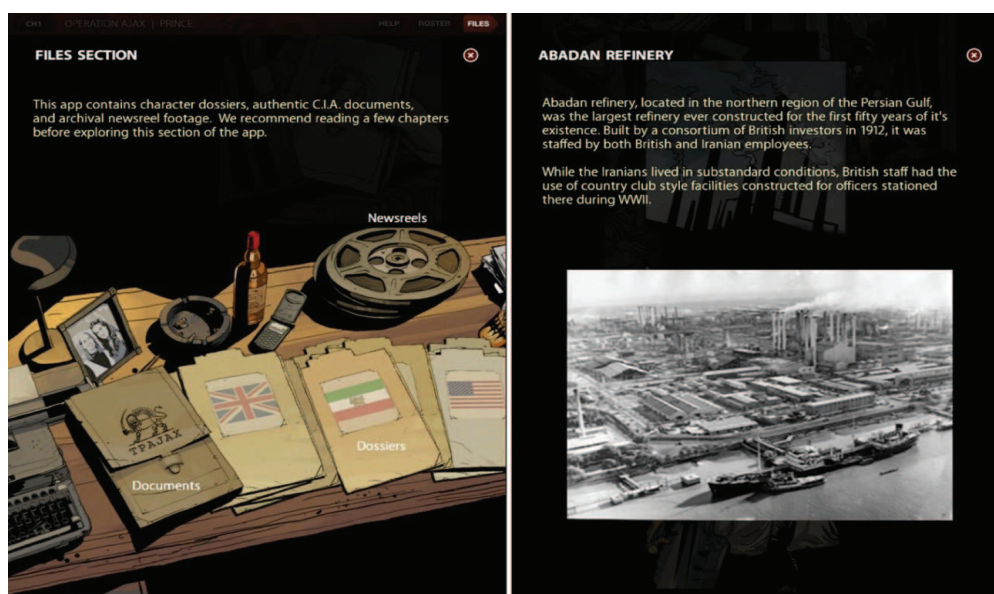 CH1 OPERATION AJAX | PRINCE HELP ROSTER FILES
FILES SECTION
This app contains character dossiers, authentic C.I.A. documents,
and archival newsreel footage. We recommend reading a few chapters
before exploring this section of the app.
Newsreels
TPAJAX
Dossiers
Documents
ABADAN REFINERY
Abadan refinery, located in the northern region of the Persian Gulf,
was the largest refinery ever constructed for the first fifty years of it's
existence. Built by a consortium of British investors in 1912, it was
staffed by both British and Iranian employees.
While the Iranians lived in substandard conditions, British staff had the
use of country club style facilities constructed for officers stationed
there during WWII.